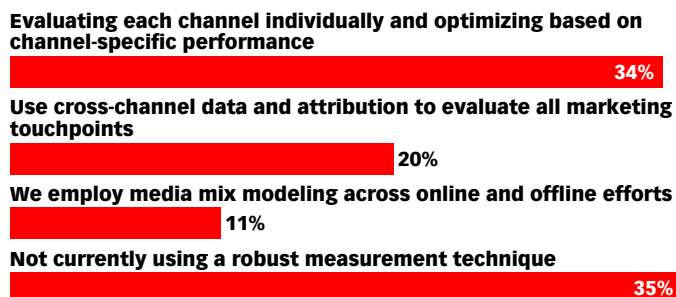 Evaluating each channel individually and optimizing based on
channel-specific performance
34%
Use cross-channel data and attribution to evaluate all marketing
touchpoints
20%
We employ media mix modeling across online and offline efforts
11%
Not currently using a robust measurement technique
35%